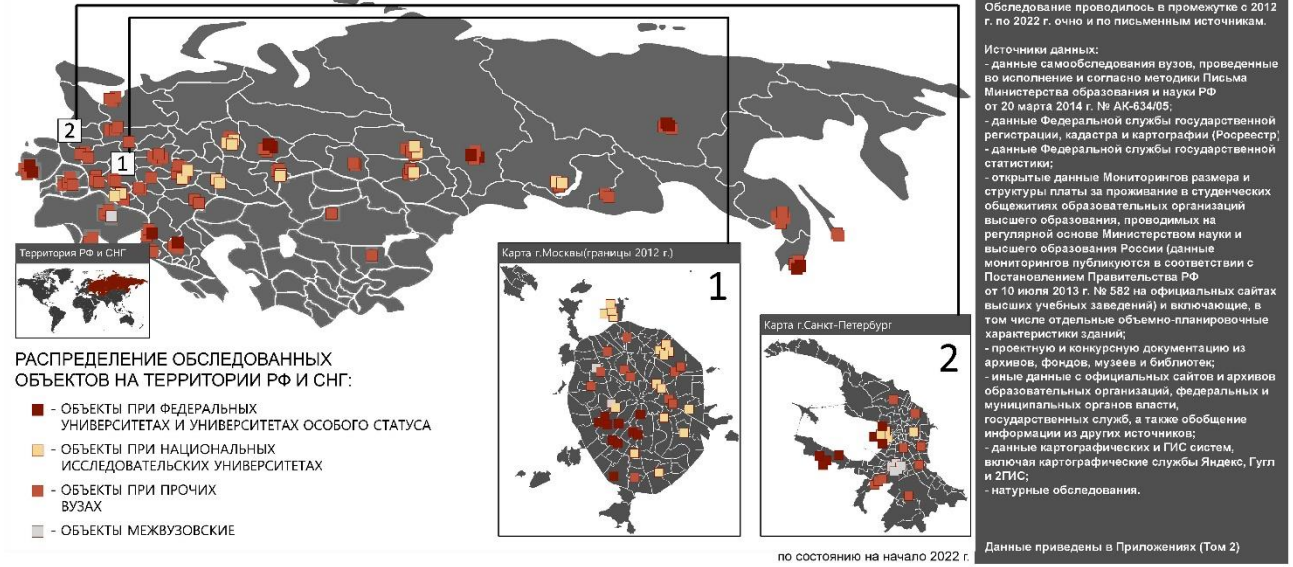 Обследование проводилось в промежутке с 2012
г. по 2022 г. очно и по письменным источникам.
Источники данных:
- данные самообследования вузов, проведенные
во исполнение и согласно методики Письма
Министерства образования и науки РФ
от 20 марта 2014 г. № АК-634/05;
- данные Федеральной службы государственной
регистрации, кадастра и картографии (Росреестр)
- данные Федеральной службы государственной
статистики;
- открытые данные Мониторингов размера и
структуры платы за проживание в студенческих
общежитиях образовательных организаций
высшего образования, проводимых на
регулярной основе Министерством науки и
высшего образования России (данные
мониторингов публикуются в соответствии с
Постановлением Правительства РФ
от 10 июля 2013 г. № 582 на официальных сайтах
высших учебных заведений) и включающие, в
том числе отдельные объемно-планировочные
характеристики зданий;
- проектную и конкурсную документацию из
архивов, фондов, музеев и библиотек;
- иные данные с официальных сайтов и архивов
образовательных организаций, федеральных и
муниципальных органов власти,
государственных служб, а также обобщение
информации из других источников;
- данные картографических и ГИС систем,
включая картографические службы Яндекс, Гугл
и 2ГИС;
- натурные обследования.
Данные приведены в Приложениях (Том 2)
2
1
Территория РФ и СНГ
Карта г.Москвы(границы 2012 г.)
1
Карта г.Санкт-Петербург
2
РАСПРЕДЕЛЕНИЕ ОБСЛЕДОВАННЫХ
ОБЪЕКТОВ НА ТЕРРИТОРИИ РФ И СНГ:
- ОБЪЕКТЫ ПРИ ФЕДЕРАЛЬНЫХ
УНИВЕРСИТЕТАХ И УНИВЕРСИТЕТАХ ОСОБОГО СТАТУСА
- ОБЪЕКТЫ ПРИ НАЦИОНАЛЬНЫХ
ИССЛЕДОВАТЕЛЬСКИХ УНИВЕРСИТЕТАХ
- ОБЪЕКТЫ ПРИ ПРОЧИХ
ВУЗАХ
- ОБЪЕКТЫ МЕЖВУЗОВСКИЕ
по состоянию на начало 2022 г.